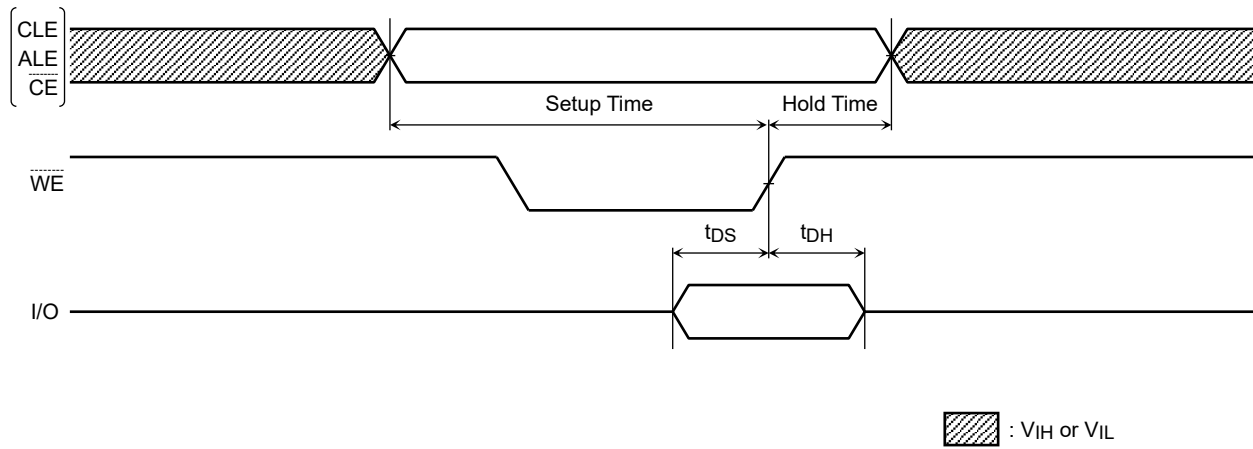 CLE
ALE
CE
Setup Time
Hold Time
WE
tDS
tDH
I/O
: VIH or VIL